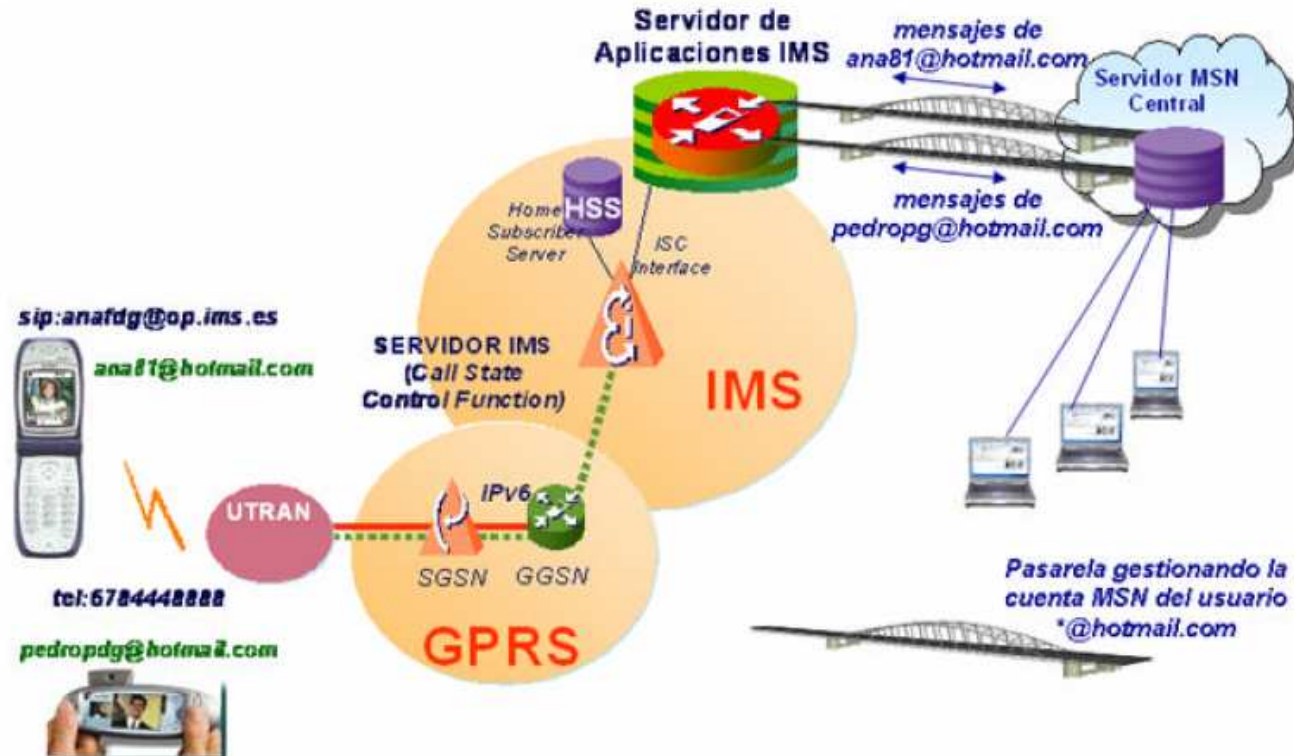 Servidor de
Aplicaciones IMS
mensajes de
ana81@hotmail.com
Servidor MSN
Central
mensajes de
pedropg@hotmail.com
HSS
Home
Subscriber
Server
ISC
Interface
sip:anafdg@op.ims.es
ana81@hotmail.com
SERVIDOR IMS
(Call State
Control Function)
IMS
UTRAN
IPv6
SGSN
GGSN
GPRS
tel:6784448888
pedropdg@hotmail.com
Pasarela gestionando la
cuenta MSN del usuario
*@hotmail.com